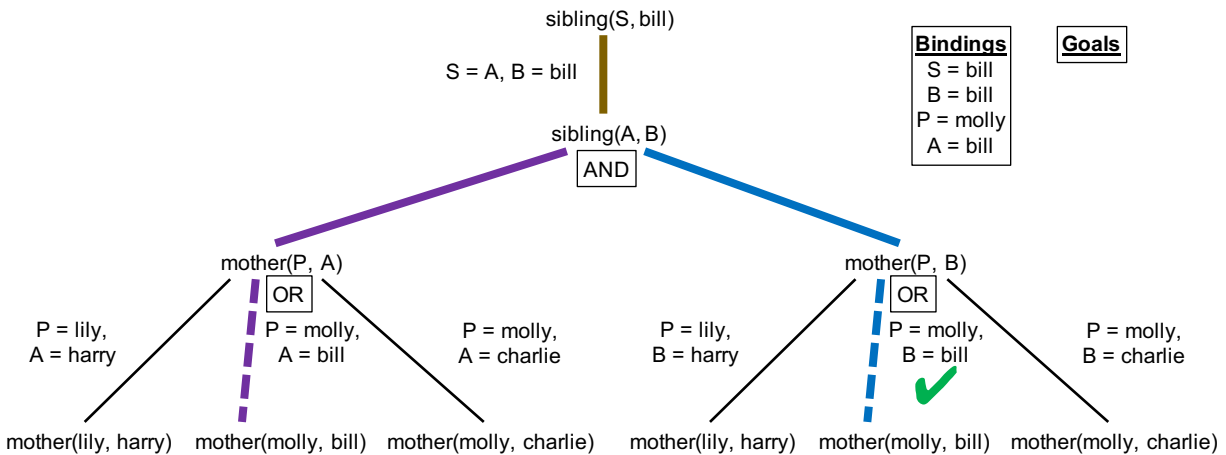 sibling(S, bill)
S = A, B = bill
sibling(A, B)
AND
Bindings
S = bill
B = bill
P = molly
A = bill
Goals
mother(P, A)
OR
P = lily,
A = harry
P = molly,
A = bill
P = molly,
A = charlie
mother(lily, harry)
mother(molly, bill)
mother(molly, charlie)
mother(P, B)
OR
P = lily,
B = harry
P = molly,
B = bill
P = molly,
B = charlie
mother(lily, harry)
mother(molly, bill)
mother(molly, charlie)